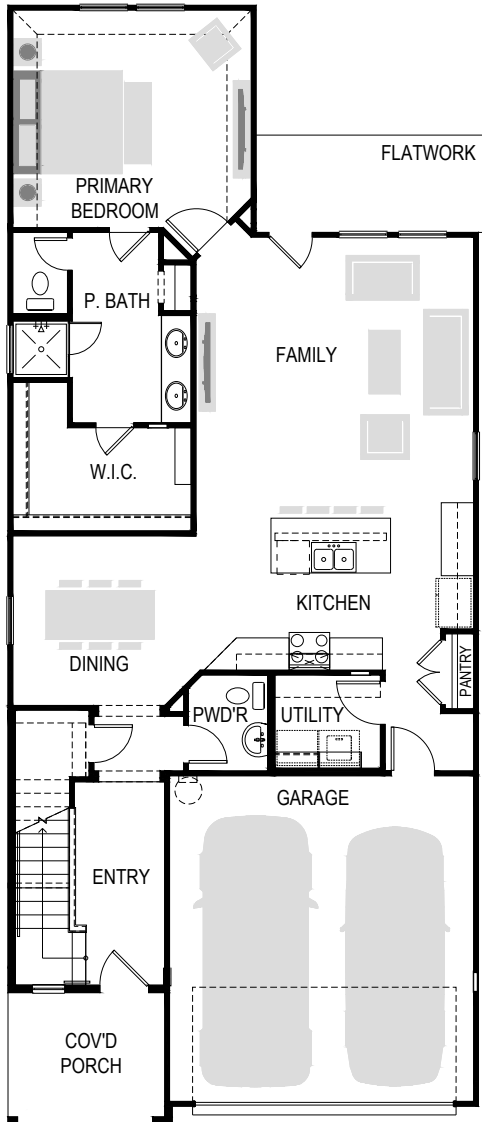 FLATWORK
PRIMARY
BEDROOM
P. BATH
FAMILY
W.I.C.
KITCHEN
DINING
PANTRY
PWD'R
UTILITY
GARAGE
ENTRY
COV'D
PORCH